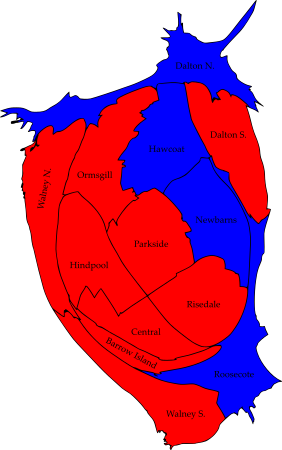 Dalton N.
Dalton S.
Hawcoat
Ormsgill
Walney N.
Newbarns
Parkside
Hindpool
Risedale
Central
Barrow Island
Roosecote
Walney S.